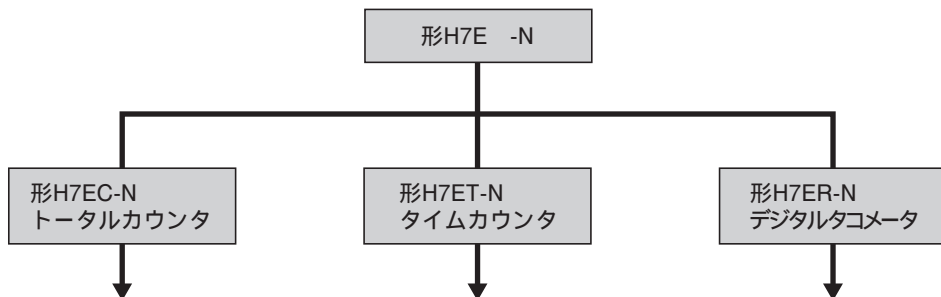 形H7E -N
形H7EC-N
トータルカウンタ
形H7ET-N
タイムカウンタ
形H7ER-N
デジタルタコメータ